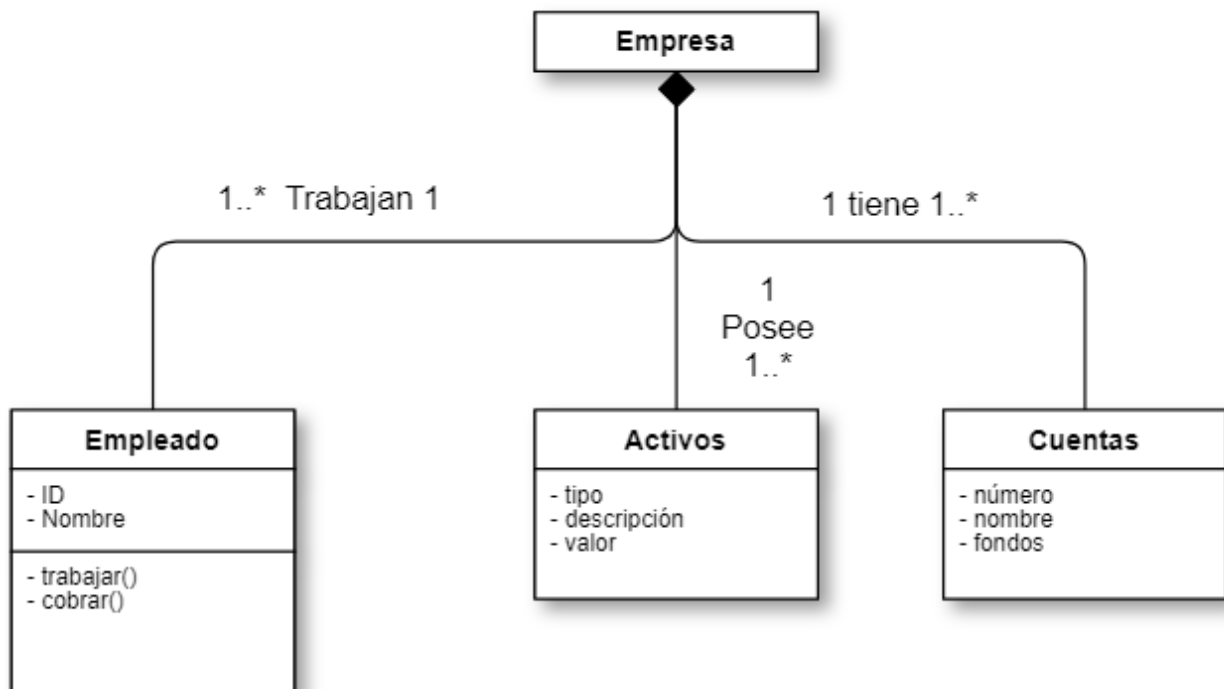 Empresa
1..*  Trabajan 1
1 tiene 1..*
1
Posee
1..*
Empleado
- ID
- Nombre
- trabajar()
- cobrar()
Activos
- tipo
- descripción
- valor
Cuentas
- número
- nombre
- fondos